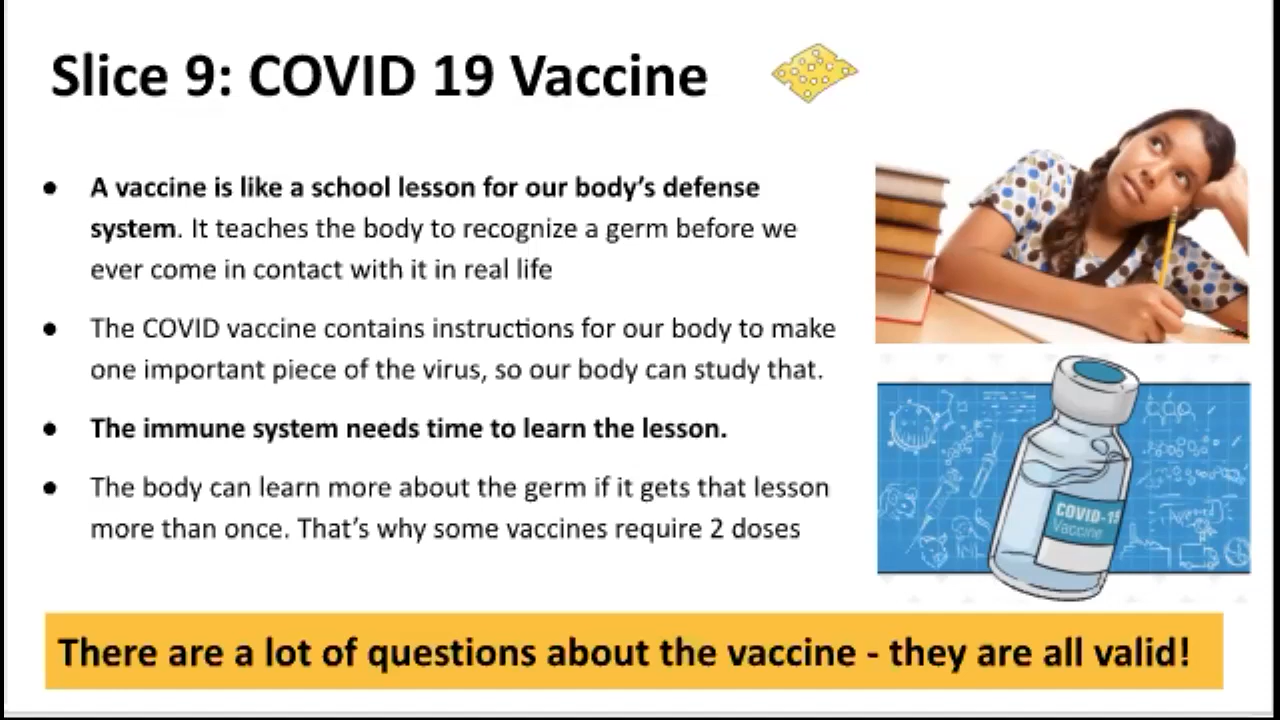 Slice 9: COVID 19 Vaccine
● A vaccine is like a school lesson for our body's defense
system. It teaches the body to recognize a germ before we
ever come in contact with it in real life
● The COVID vaccine contains instructions for our body to make
one important piece of the virus, so our body can study that.
● The immune system needs time to learn the lesson.
● The body can learn more about the germ if it gets that lesson
more than once. That's why some vaccines require 2 doses
COVID-19
Vaccine
Approved
There are a lot of questions about the vaccine - they are all valid!